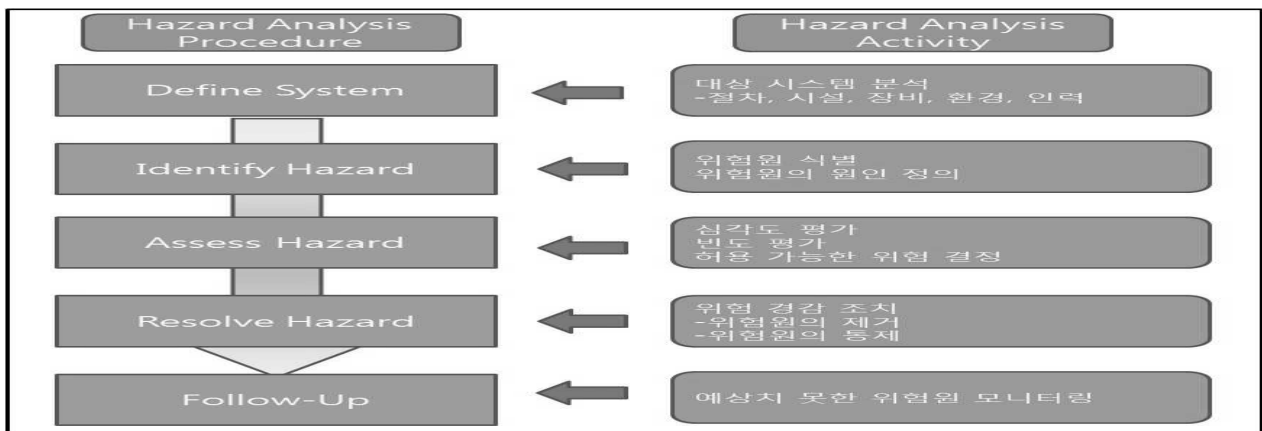 Hazard Analysis
Procedure
Hazard Analysis
Activity
Define System
대상 시스템 분석
-절차, 시설, 장비, 환경, 인력
Identify Hazard
위험원 식별
위험원의 원인 정의
Assess Hazard
심각도 평가
빈도 평가
허용 가능한 위험 결정
Resolve Hazard
위험 경감 조치
-위험원의 제거
-위험원의 통제
Follow-Up
예상치 못한 위험원 모니터링